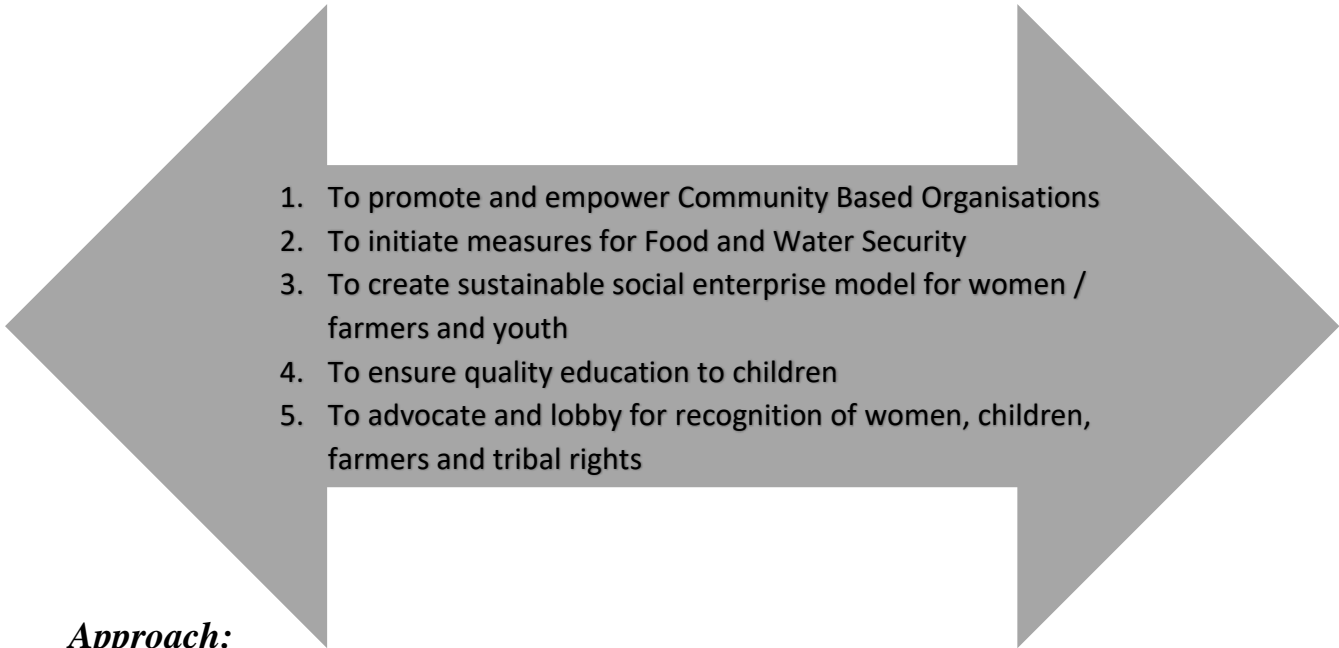 1. To promote and empower Community Based Organisations
2. To initiate measures for Food and Water Security
3. To create sustainable social enterprise model for women /
farmers and youth
4. To ensure quality education to children
5. To advocate and lobby for recognition of women, children,
farmers and tribal rights
Approach: